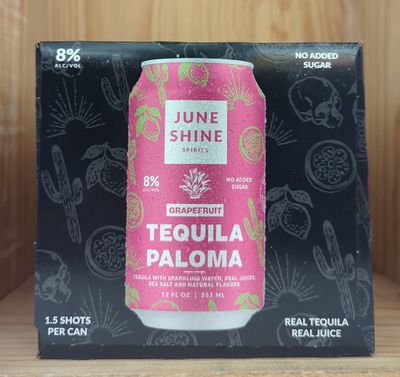 8%
ALC/VOL
NO ADDED
SUGAR
JUNE
SHINE
SPIRITS
8%
ALC/VOL
NO ADDED
SUGAR
GRAPEFRUIT
TEQUILA
PALOMA
TEQUILA WITH SPARKLING WATER, REAL JUICES,
SEA SALT AND NATURAL FLAVORS
12 FL OZ | 355 ML
1.5 SHOTS
PER CAN
REAL TEQUILA
REAL JUICE